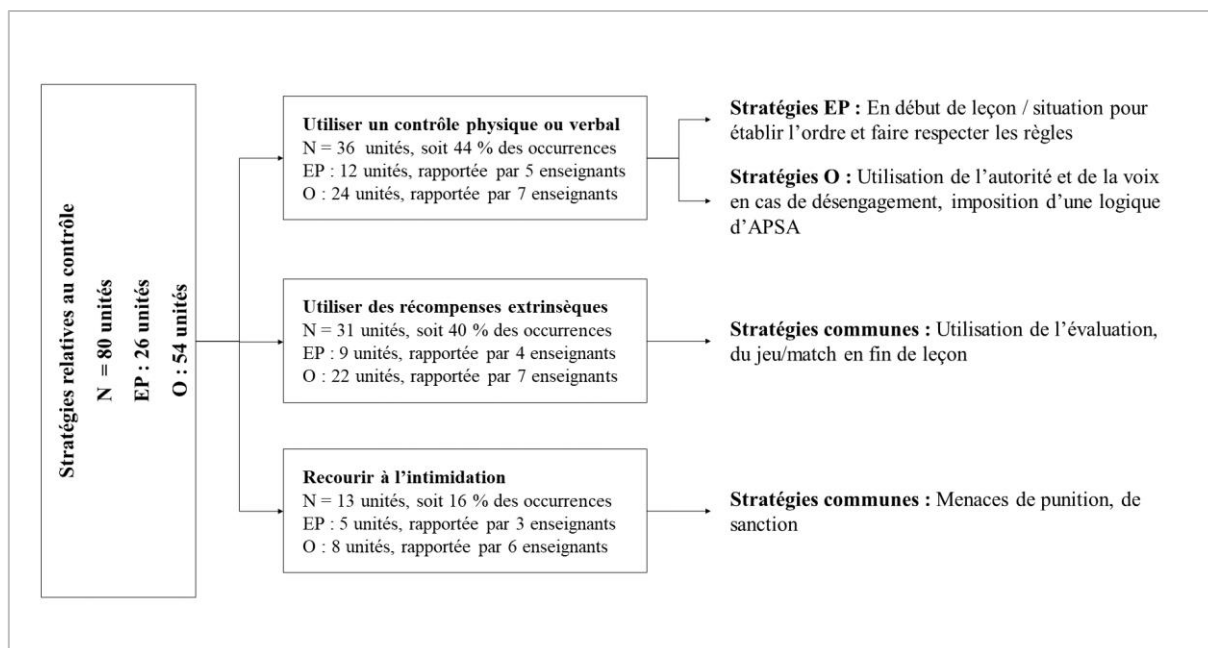 Stratégies relatives au contrôle
N = 80 unités
EP : 26 unités
O : 54 unités
Utiliser un contrôle physique ou verbal
N = 36 unités, soit 44 % des occurrences
EP : 12 unités, rapportée par 5 enseignants
O : 24 unités, rapportée par 7 enseignants
Stratégies EP : En début de leçon / situation pour
établir l'ordre et faire respecter les règles
Stratégies O : Utilisation de l'autorité et de la voix
en cas de désengagement, imposition d'une logique
d'APSA
Utiliser des récompenses extrinsèques
N = 31 unités, soit 40 % des occurrences
EP : 9 unités, rapportée par 4 enseignants
O : 22 unités, rapportée par 7 enseignants
Stratégies communes : Utilisation de l'évaluation,
du jeu/match en fin de leçon
Recourir à l'intimidation
N = 13 unités, soit 16 % des occurrences
EP : 5 unités, rapportée par 3 enseignants
O : 8 unités, rapportée par 6 enseignants
Stratégies communes : Menaces de punition, de
sanction